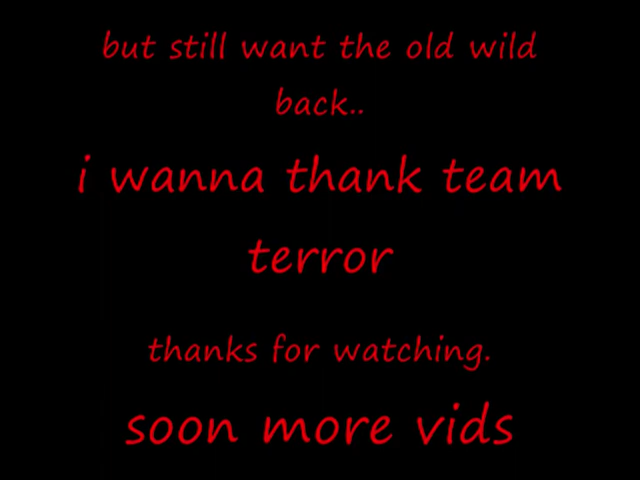 but still want the old wild
back..
i wanna thank team
terror
thanks for watching.
soon more vids